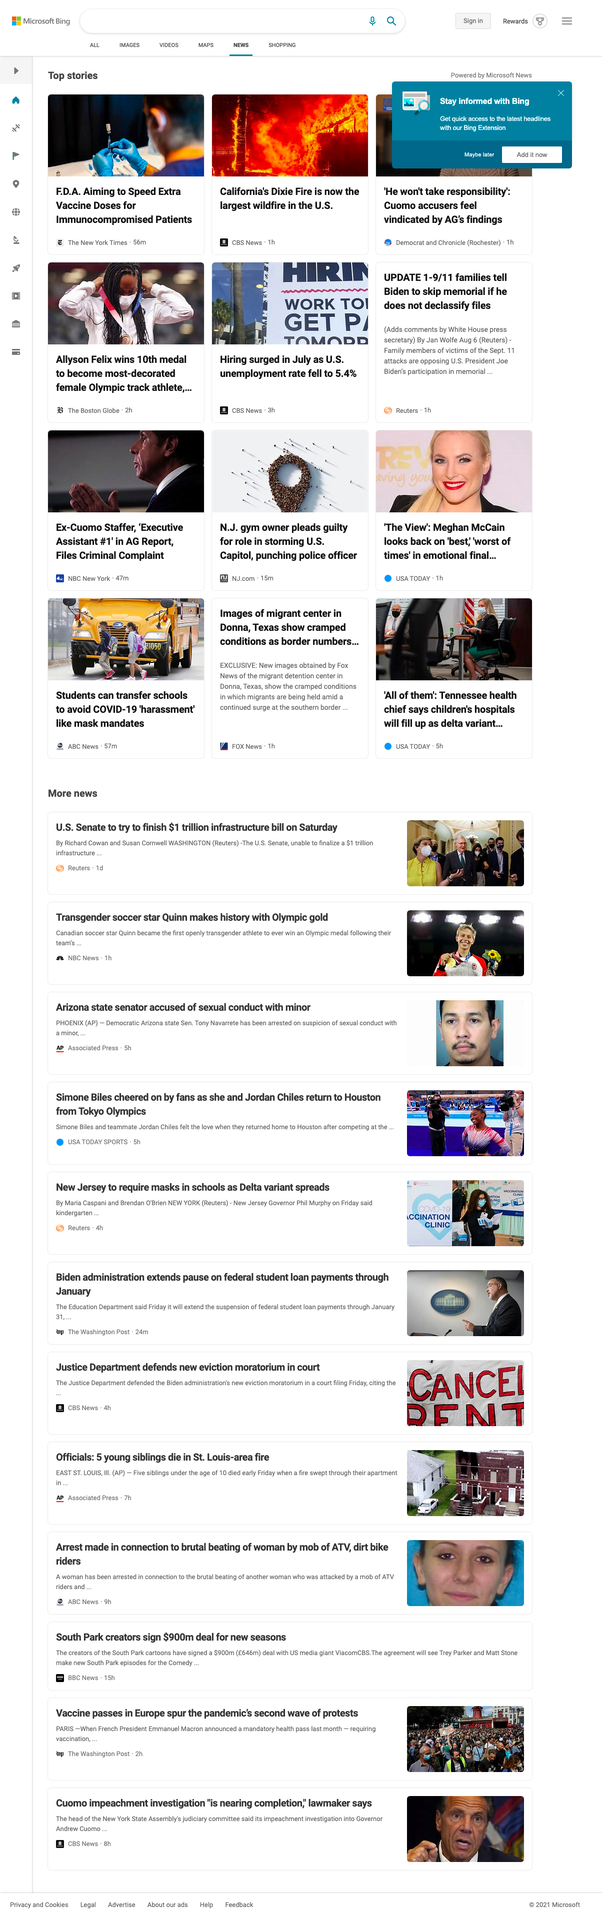 Microsoft Bing
Sign in
Rewards
ALL IMAGES VIDEOS MAPS NEWS SHOPPING
Top stories
Powered by Microsoft News
Stay informed with Bing
Get quick access to the latest headlines
with our Bing Extension
Maybe later
Add it now
F.D.A. Aiming to Speed Extra
Vaccine Doses for
Immunocompromised Patients
The New York Times · 56m
California's Dixie Fire is now the
largest wildfire in the U.S.
CBS News · 1h
'He won't take responsibility':
Cuomo accusers feel
vindicated by AG's findings
Democrat and Chronicle (Rochester) · 1h
Allyson Felix wins 10th medal
to become most-decorated
female Olympic track athlete,...
The Boston Globe · 2h
HIRIN
WORK TO
GET PA
TOMORR
Hiring surged in July as U.S.
unemployment rate fell to 5.4%
CBS News · 3h
UPDATE 1-9/11 families tell
Biden to skip memorial if he
does not declassify files
(Adds comments by White House press
secretary) By Jan Wolfe Aug 6 (Reuters) -
Family members of victims of the Sept. 11
attacks are opposing U.S. President Joe
Biden's participation in memorial ...
Reuters · 1h
Ex-Cuomo Staffer, 'Executive
Assistant #1' in AG Report,
Files Criminal Complaint
NBC New York · 47m
N.J. gym owner pleads guilty
for role in storming U.S.
Capitol, punching police officer
NJ.com · 15m
'The View': Meghan McCain
looks back on 'best,' 'worst of
times' in emotional final...
USA TODAY · 1h
Students can transfer schools
to avoid COVID-19 'harassment'
like mask mandates
ABC News · 57m
Images of migrant center in
Donna, Texas show cramped
conditions as border numbers...
EXCLUSIVE: New images obtained by Fox
News of the migrant detention center in
Donna, Texas, show the cramped conditions
in which migrants are being held amid a
continued surge at the southern border ...
FOX News · 1h
'All of them': Tennessee health
chief says children's hospitals
will fill up as delta variant...
USA TODAY · 5h
More news
U.S. Senate to try to finish $1 trillion infrastructure bill on Saturday
By Richard Cowan and Susan Cornwell WASHINGTON (Reuters) -The U.S. Senate, unable to finalize a $1 trillion
infrastructure ...
Reuters · 1d
Transgender soccer star Quinn makes history with Olympic gold
Canadian soccer star Quinn became the first openly transgender athlete to ever win an Olympic medal following their
team's ...
NBC News · 1h
Arizona state senator accused of sexual conduct with minor
PHOENIX (AP) — Democratic Arizona state Sen. Tony Navarrete has been arrested on suspicion of sexual conduct with
a minor, ...
AP Associated Press · 5h
Simone Biles cheered on by fans as she and Jordan Chiles return to Houston
from Tokyo Olympics
Simone Biles and teammate Jordan Chiles felt the love when they returned home to Houston after competing at the ...
USA TODAY SPORTS · 5h
New Jersey to require masks in schools as Delta variant spreads
By Maria Caspani and Brendan O'Brien NEW YORK (Reuters) - New Jersey Governor Phil Murphy on Friday said
kindergarten ...
Reuters · 4h
COVID-19
ACCINATION
CLINIC
Biden administration extends pause on federal student loan payments through
January
The Education Department said Friday it will extend the suspension of federal student loan payments through January
31, ...
wp The Washington Post · 24m
Justice Department defends new eviction moratorium in court
The Justice Department defended the Biden administration's new eviction moratorium in a court filing Friday, citing the
...
CBS News · 4h
CANCEL
RENT
Officials: 5 young siblings die in St. Louis-area fire
EAST ST. LOUIS, Ill. (AP) — Five siblings under the age of 10 died early Friday when a fire swept through their apartment
in ...
AP Associated Press · 7h
Arrest made in connection to brutal beating of woman by mob of ATV, dirt bike
riders
A woman has been arrested in connection to the brutal beating of another woman who was attacked by a mob of ATV
riders and ...
ABC News · 9h
South Park creators sign $900m deal for new seasons
The creators of the South Park cartoons have signed a $900m (£646m) deal with US media giant ViacomCBS.The agreement will see Trey Parker and Matt Stone
make new South Park episodes for the Comedy ...
BBC News · 15h
Vaccine passes in Europe spur the pandemic's second wave of protests
PARIS —When French President Emmanuel Macron announced a mandatory health pass last month — requiring
vaccination, ...
wp The Washington Post · 2h
Cuomo impeachment investigation "is nearing completion," lawmaker says
The head of the New York State Assembly's judiciary committee said its impeachment investigation into Governor
Andrew Cuomo ...
CBS News · 8h
Privacy and Cookies Legal Advertise About our ads Help Feedback © 2021 Microsoft